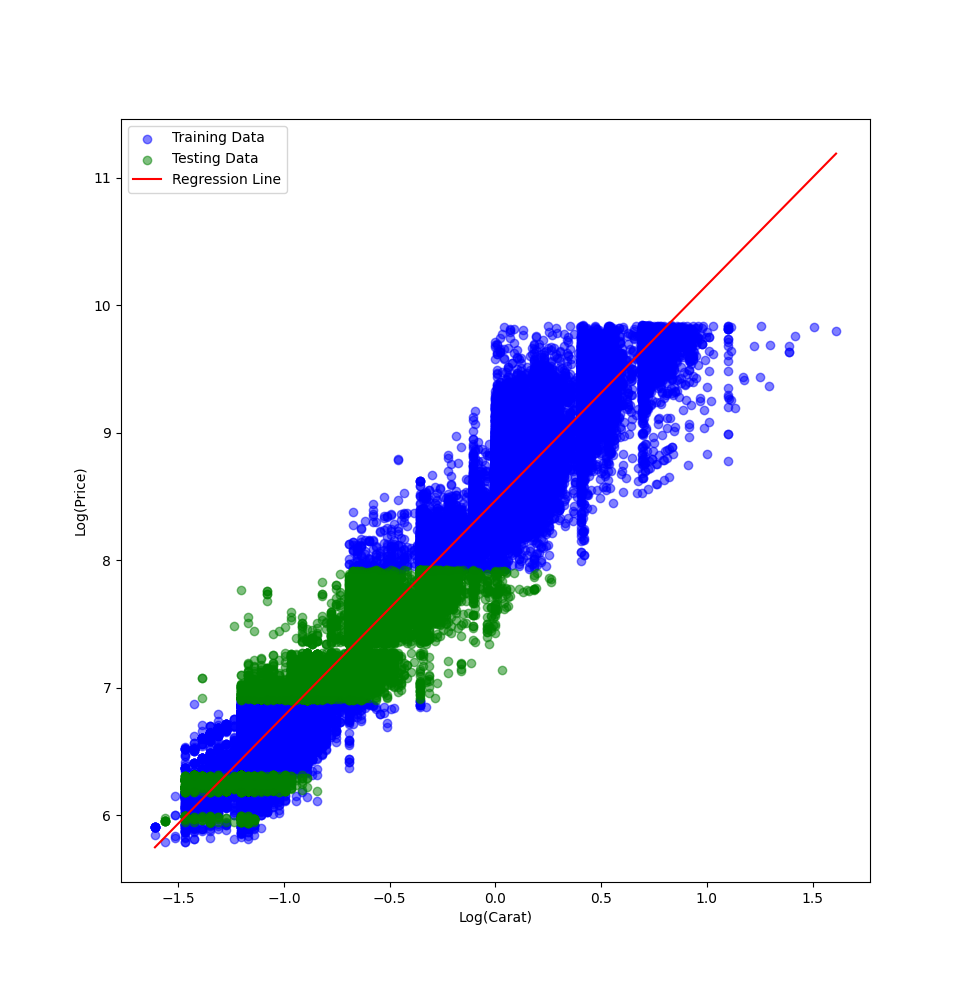 Training Data
Testing Data
Regression Line
11
10
9
8
7
6
Log(Price)
−1.5 −1.0 −0.5 0.0 0.5 1.0 1.5
Log(Carat)